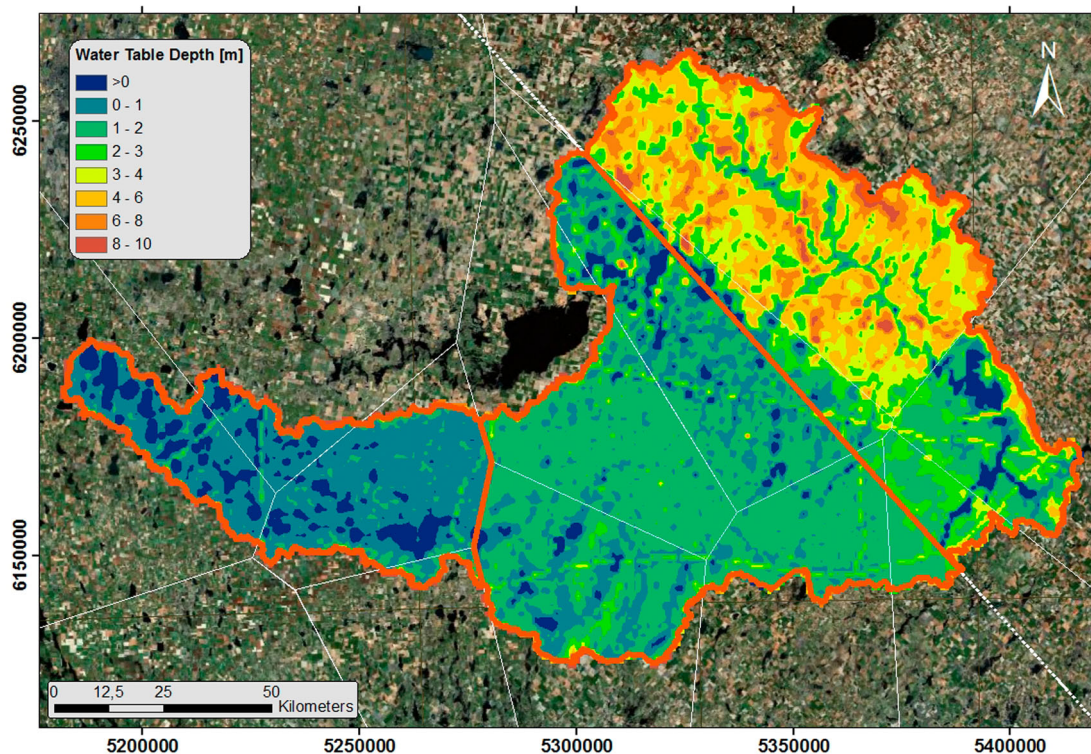 Water Table Depth [m]
>0
0 - 1
1 - 2
2 - 3
3 - 4
4 - 6
6 - 8
8 - 10
N
6250000
6200000
6150000
0 12,5 25 50
Kilometers
5200000 5250000 5300000 5350000 5400000